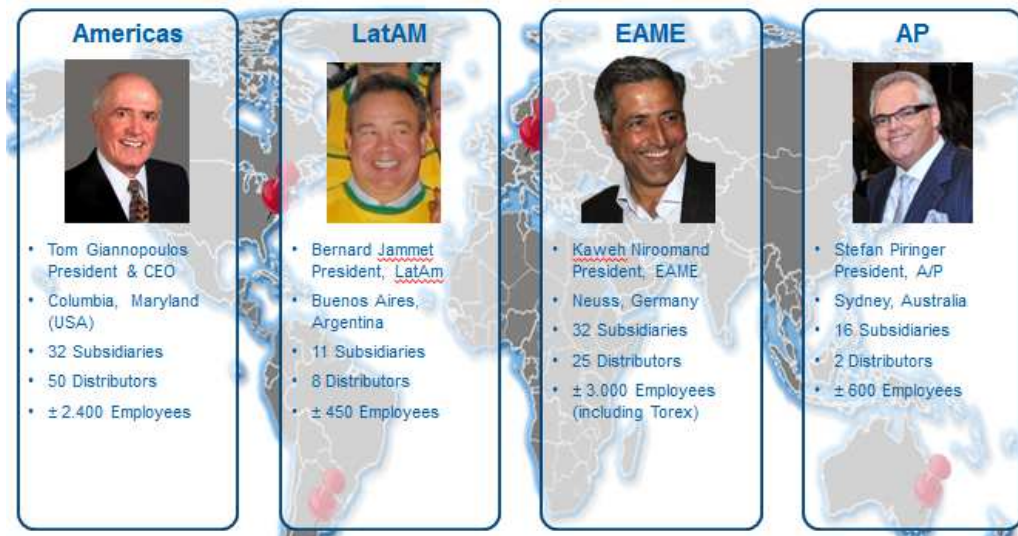 Americas
Tom Giannopoulos
President & CEO
Columbia, Maryland
(USA)
32 Subsidiaries
50 Distributors
± 2.400 Employees
LatAM
Bernard Jammet
President, LatAm
Buenos Aires,
Argentina
11 Subsidiaries
8 Distributors
± 450 Employees
EAME
Kaweh Niroomand
President, EAME
Neuss, Germany
32 Subsidiaries
25 Distributors
± 3.000 Employees
(including Torex)
AP
Stefan Piringer
President, A/P
Sydney, Australia
16 Subsidiaries
2 Distributors
± 600 Employees